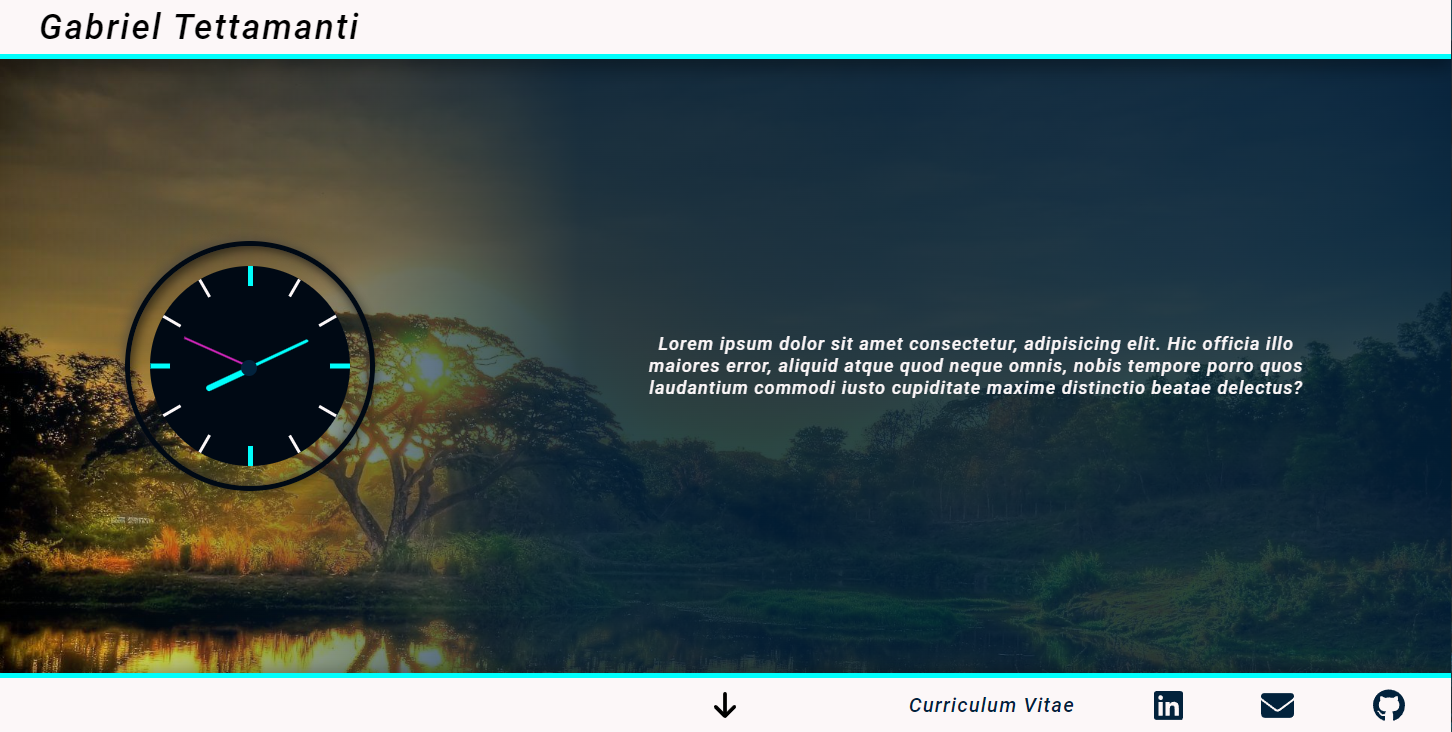 Gabriel Tettamanti
Lorem ipsum dolor sit amet consectetur, adipisicing elit. Hic officia illo
maiores error, aliquid atque quod neque omnis, nobis tempore porro quos
laudantium commodi iusto cupiditate maxime distinctio beatae delectus?
Curriculum Vitae